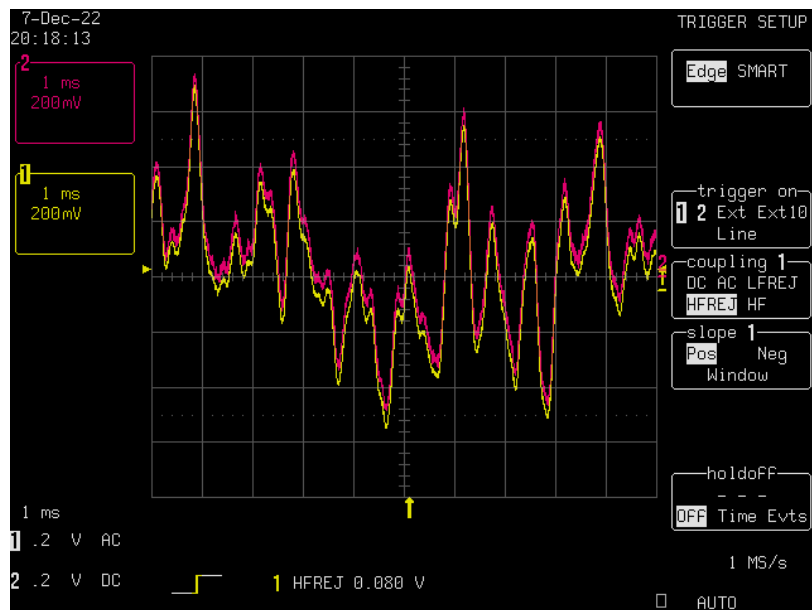 7-Dec-22
20:18:13
TRIGGER SETUP
2
1 ms
200mV
1
1 ms
200mV
Edge SMART
trigger on
1 2 Ext Ext10
Line
coupling 1
DC AC LFREJ
HFREJ HF
slope 1
Pos Neg
Window
holdoff
- - -
OFF Time Evts
2
1
1 ms
1 .2 V AC
2 .2 V DC
1 HFREJ 0.080 V
1 MS/s
AUTO